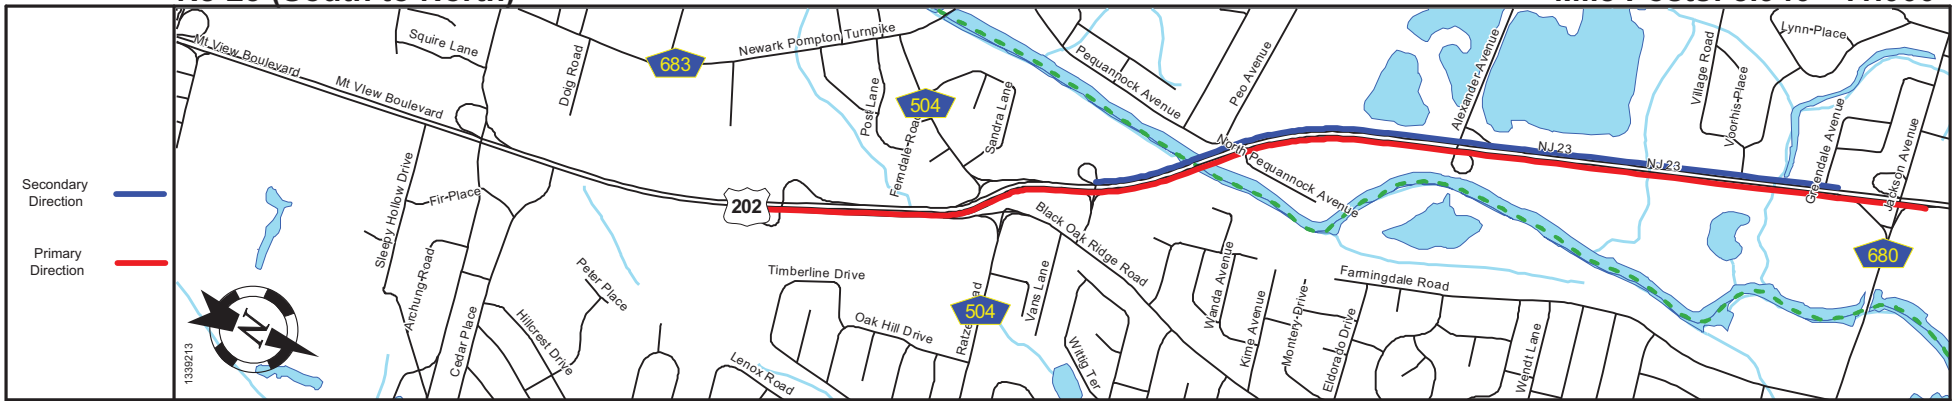 Secondary
Direction
Primary
Direction
1339213
N
Mt View Boulevard
Mt View Boulevard
Squire Lane
Doig Road
683
Newark Pompton Turnpike
Post Lane
504
Ferndale Road
Sandra Lane
Pequannock Avenue
Peo Avenue
North Pequannock Avenue
Alexander Avenue
NJ 23
NJ 23
Village Road
Voorhis Place
Lynn Place
Greendale Avenue
Jackson Avenue
680
202
Sleepy Hollow Drive
Fir Place
Archung Road
Cedar Place
Peter Place
Hillcrest Drive
Timberline Drive
Oak Hill Drive
Lenox Road
504
Vans Lane
Black Oak Ridge Road
Wittig Ter
Wanda Avenue
Kime Avenue
Montery Drive
Eldorado Drive
Farmingdale Road
Wendt Lane